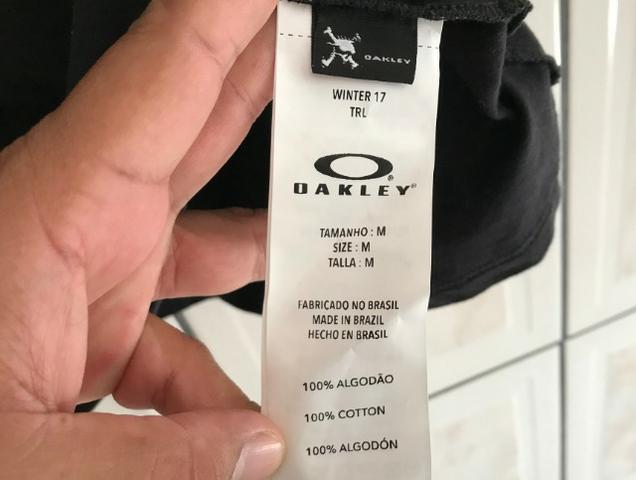 OAKLEY
WINTER 17
TRL
OAKLEY®
TAMANHO : M
SIZE : M
TALLA : M
FABRICADO NO BRASIL
MADE IN BRAZIL
HECHO EN BRASIL
100% ALGODÃO
100% COTTON
100% ALGODÓN